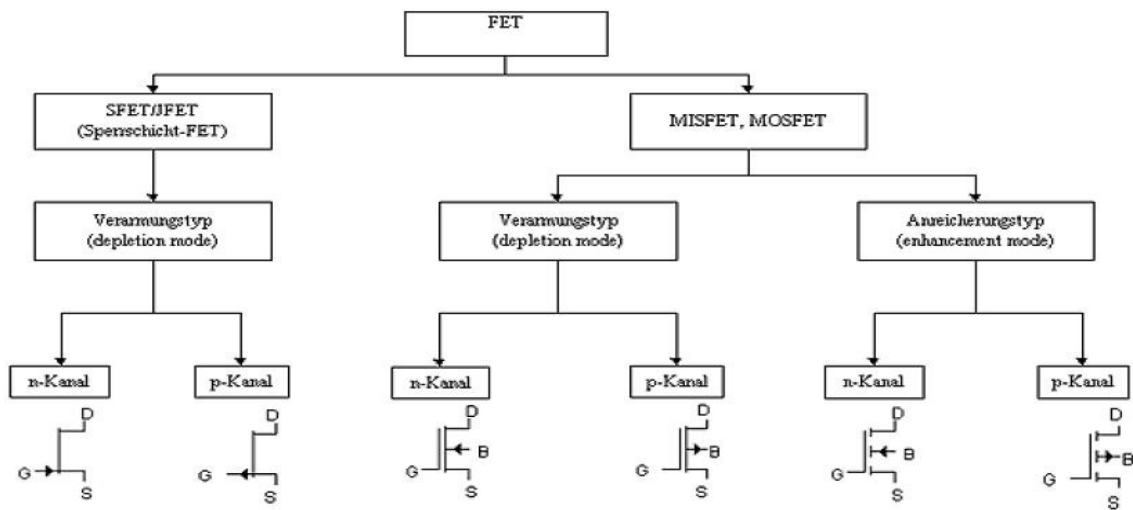 FET
SFET/JFET
(Sperrschicht-FET)
MISFET, MOSFET
Verarmungstyp
(depletion mode)
Verarmungstyp
(depletion mode)
Anreicherungstyp
(enhancement mode)
n-Kanal
p-Kanal
n-Kanal
p-Kanal
n-Kanal
p-Kanal
D
G
S
D
G
S
D
B
G
S
D
B
G
S
D
B
G
S
D
B
G
S